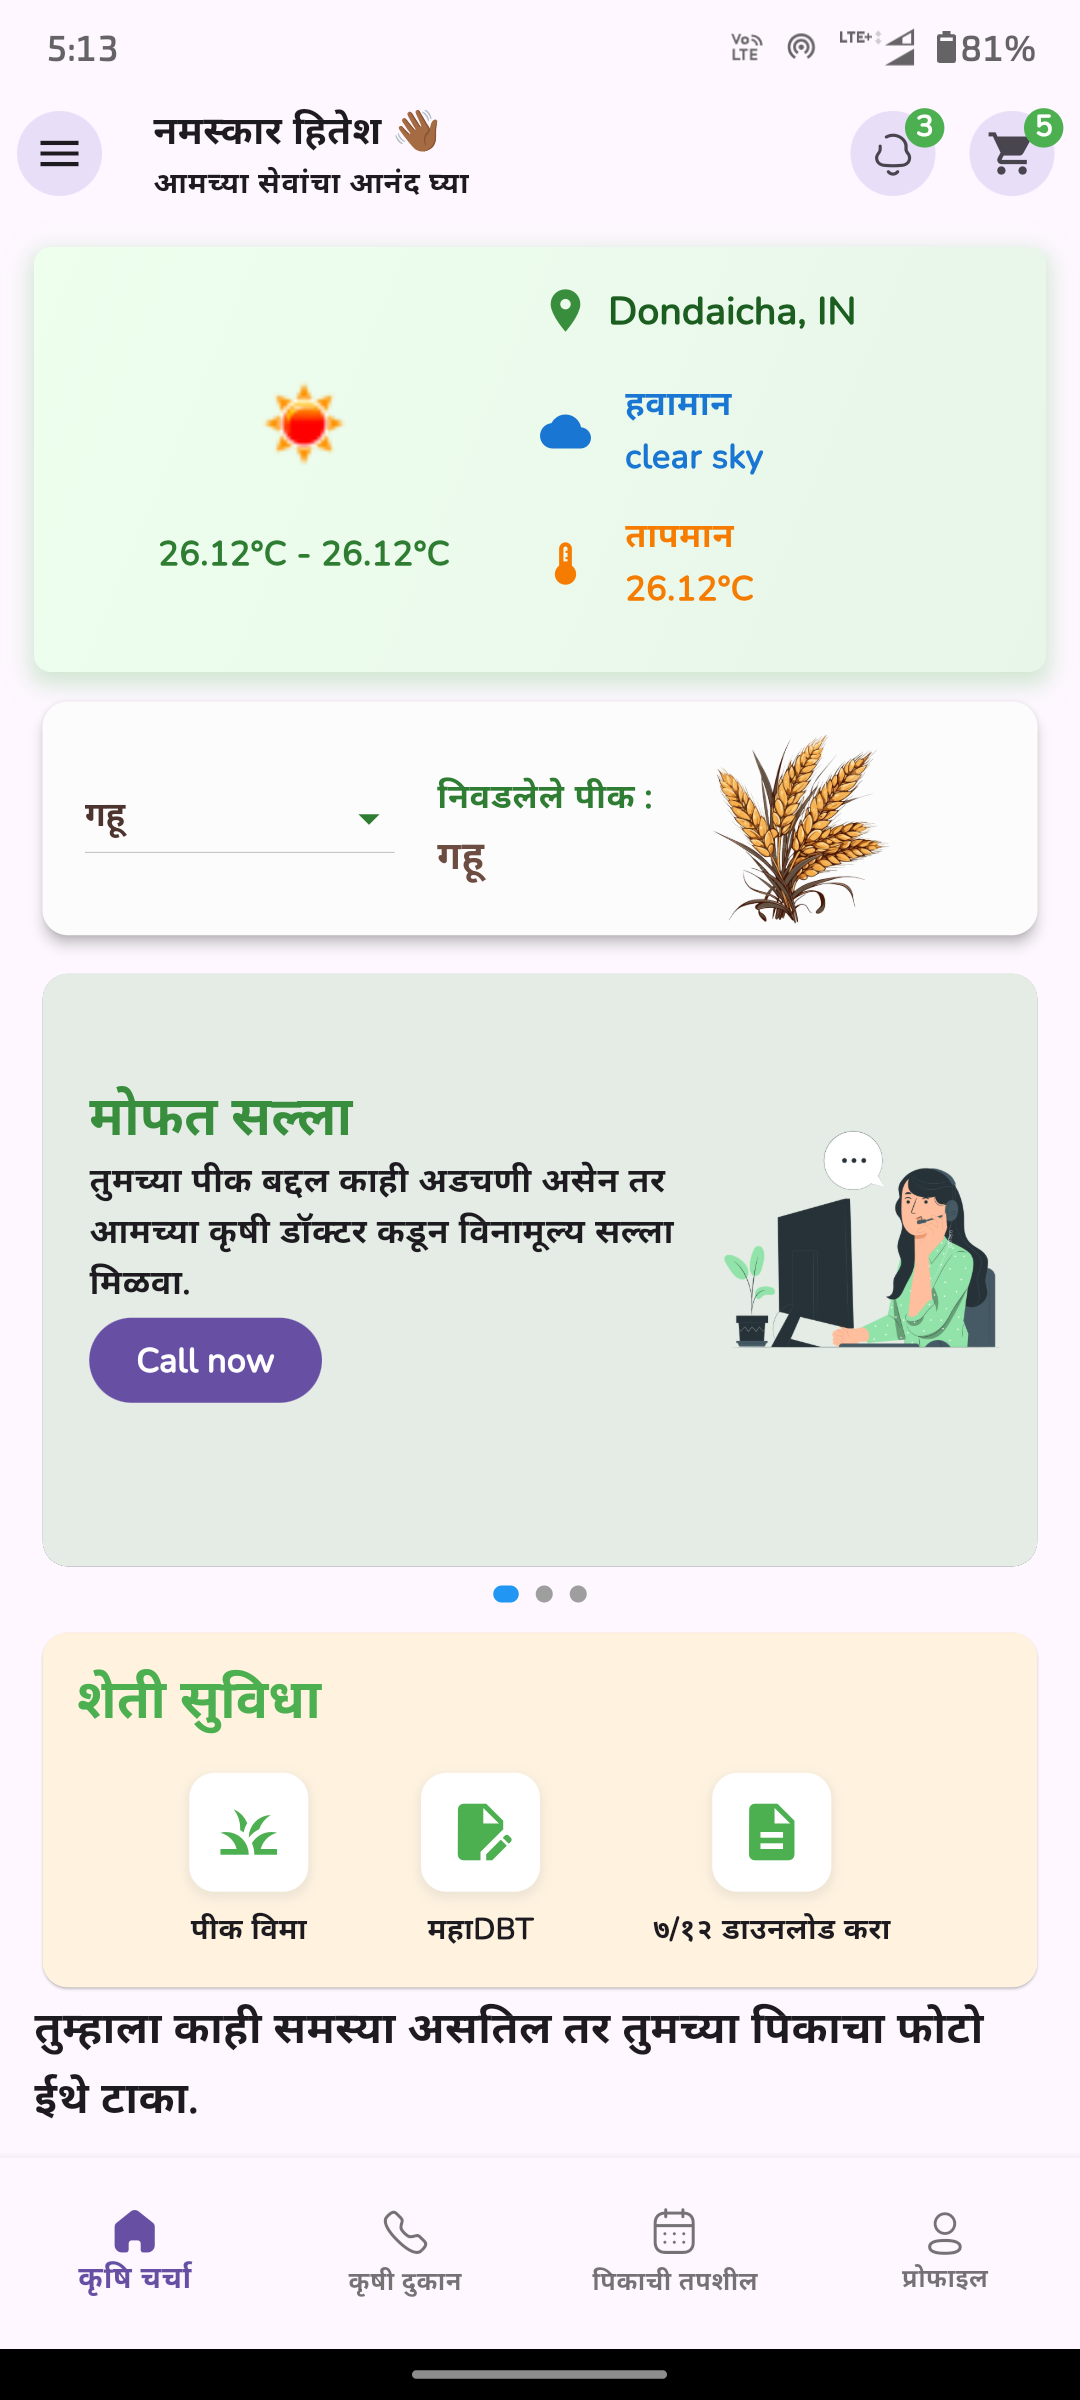 5:13
Vo LTE
LTE+
81%
नमस्कार हितेश 👋🏾
आमच्या सेवांचा आनंद घ्या
3
5
Dondaicha, IN
हवामान
clear sky
26.12°C - 26.12°C
तापमान
26.12°C
गहू
निवडलेले पीक :
गहू
मोफत सल्ला
तुमच्या पीक बद्दल काही अडचणी असेन तर
आमच्या कृषी डॉक्टर कडून विनामूल्य सल्ला
मिळवा.
Call now
शेती सुविधा
पीक विमा
महाDBT
७/१२ डाउनलोड करा
तुम्हाला काही समस्या असतिल तर तुमच्या पिकाचा फोटो
ईथे टाका.
कृषि चर्चा
कृषी दुकान
पिकाची तपशील
प्रोफाइल